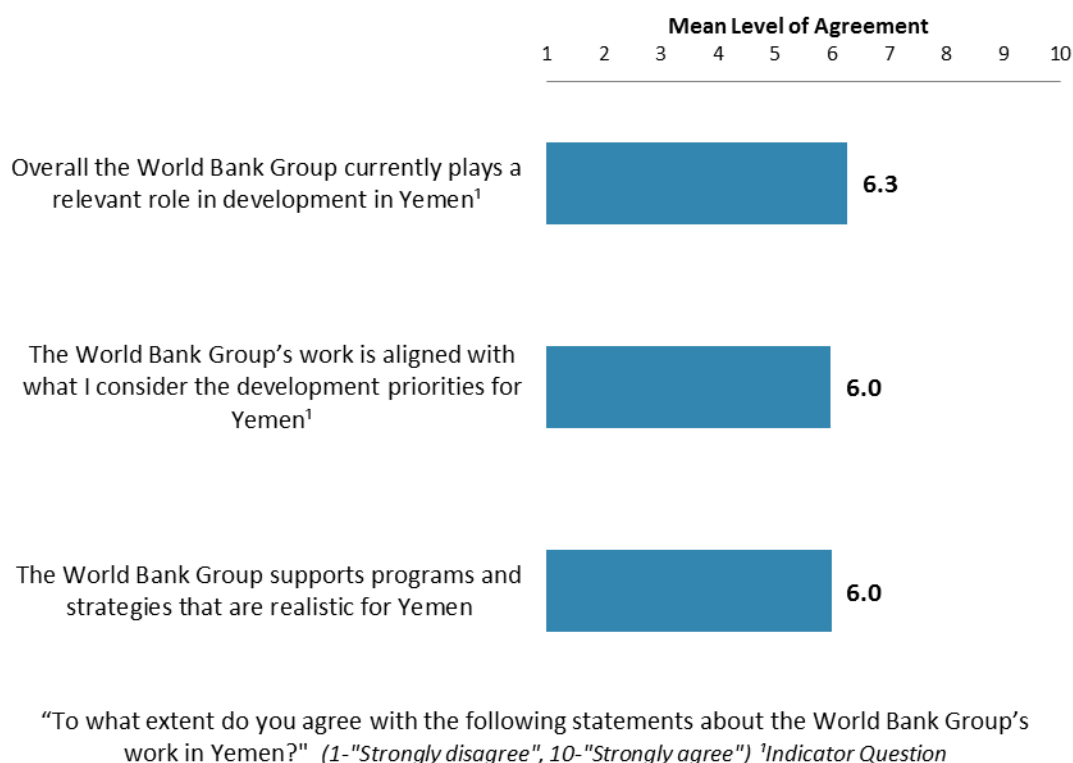 Mean Level of Agreement
1 2 3 4 5 6 7 8 9 10
Overall the World Bank Group currently plays a
relevant role in development in Yemen¹
6.3
The World Bank Group’s work is aligned with
what I consider the development priorities for
Yemen¹
6.0
The World Bank Group supports programs and
strategies that are realistic for Yemen
6.0
“To what extent do you agree with the following statements about the World Bank Group’s
work in Yemen?" (1-"Strongly disagree", 10-"Strongly agree") ¹Indicator Question